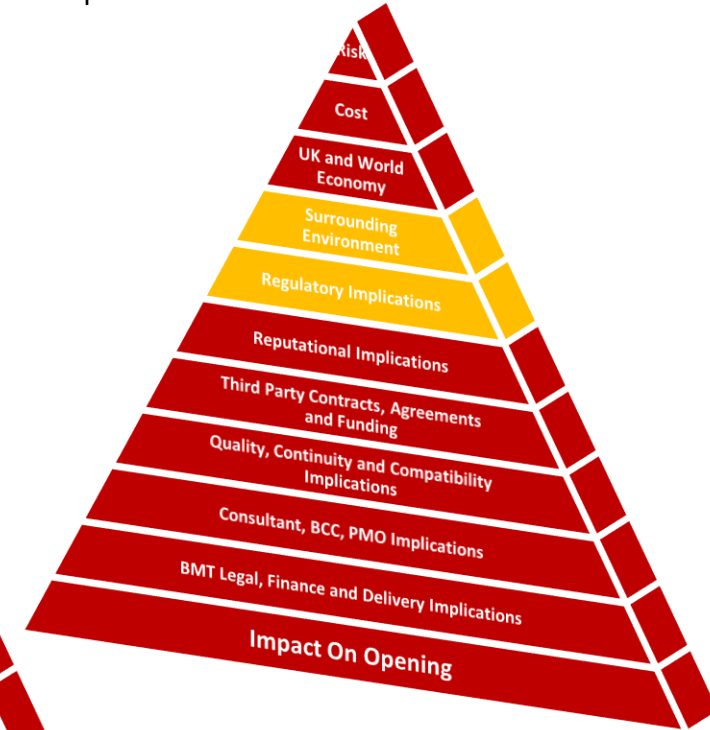 Risk
Cost
UK and World
Economy
Surrounding
Environment
Regulatory Implications
Reputational Implications
Third Party Contracts, Agreements
and Funding
Quality, Continuity and Compatibility
Implications
Consultant, BCC, PMO Implications
BMT Legal, Finance and Delivery Implications
Impact On Opening